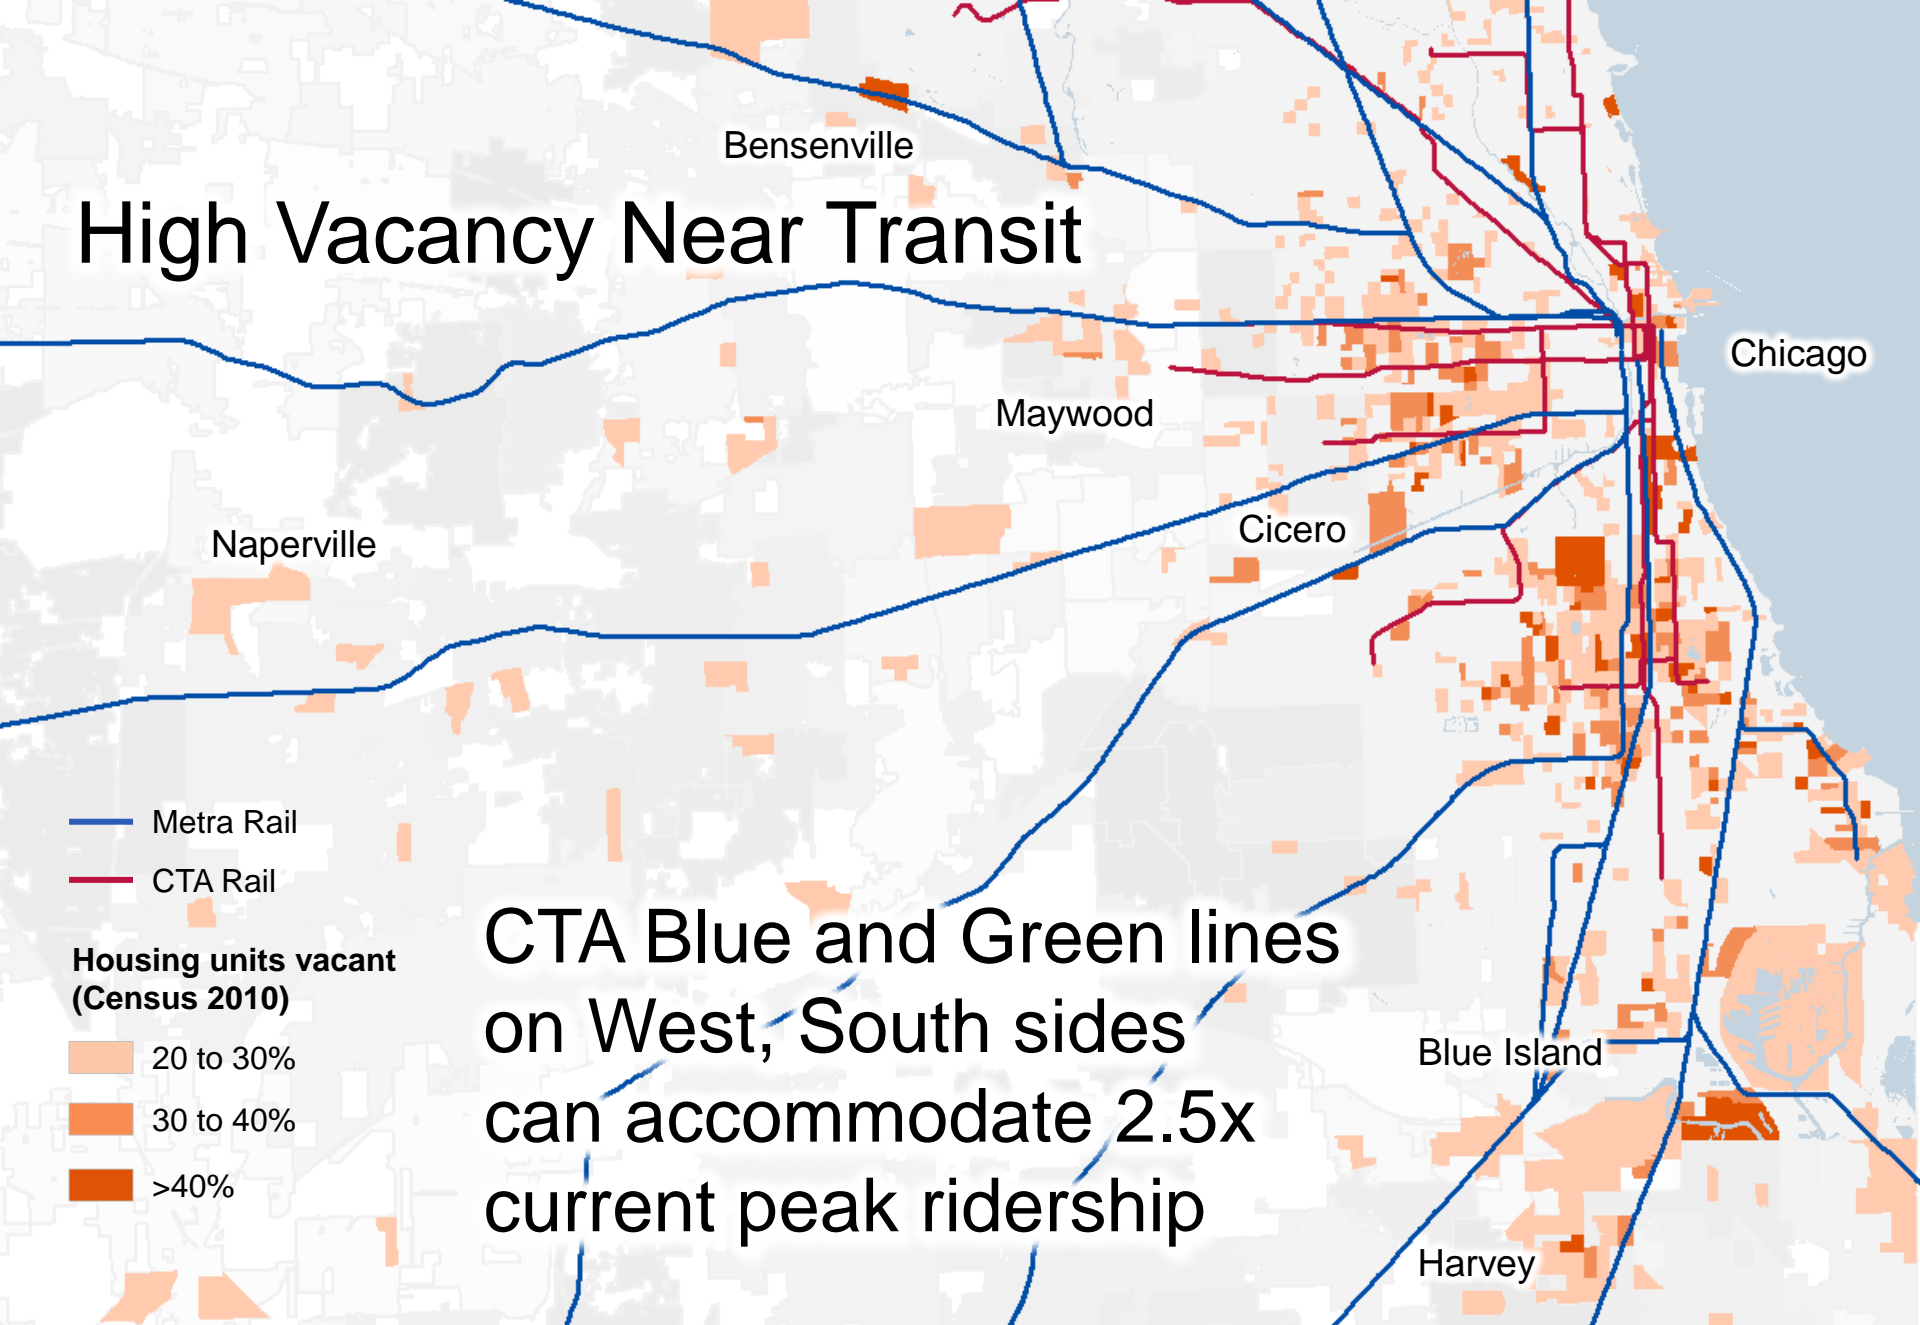 Bensenville
High Vacancy Near Transit
Chicago
Maywood
Cicero
Naperville
Metra Rail
CTA Rail
Housing units vacant
(Census 2010)
20 to 30%
30 to 40%
>40%
CTA Blue and Green lines
on West, South sides
can accommodate 2.5x
current peak ridership
Blue Island
Harvey